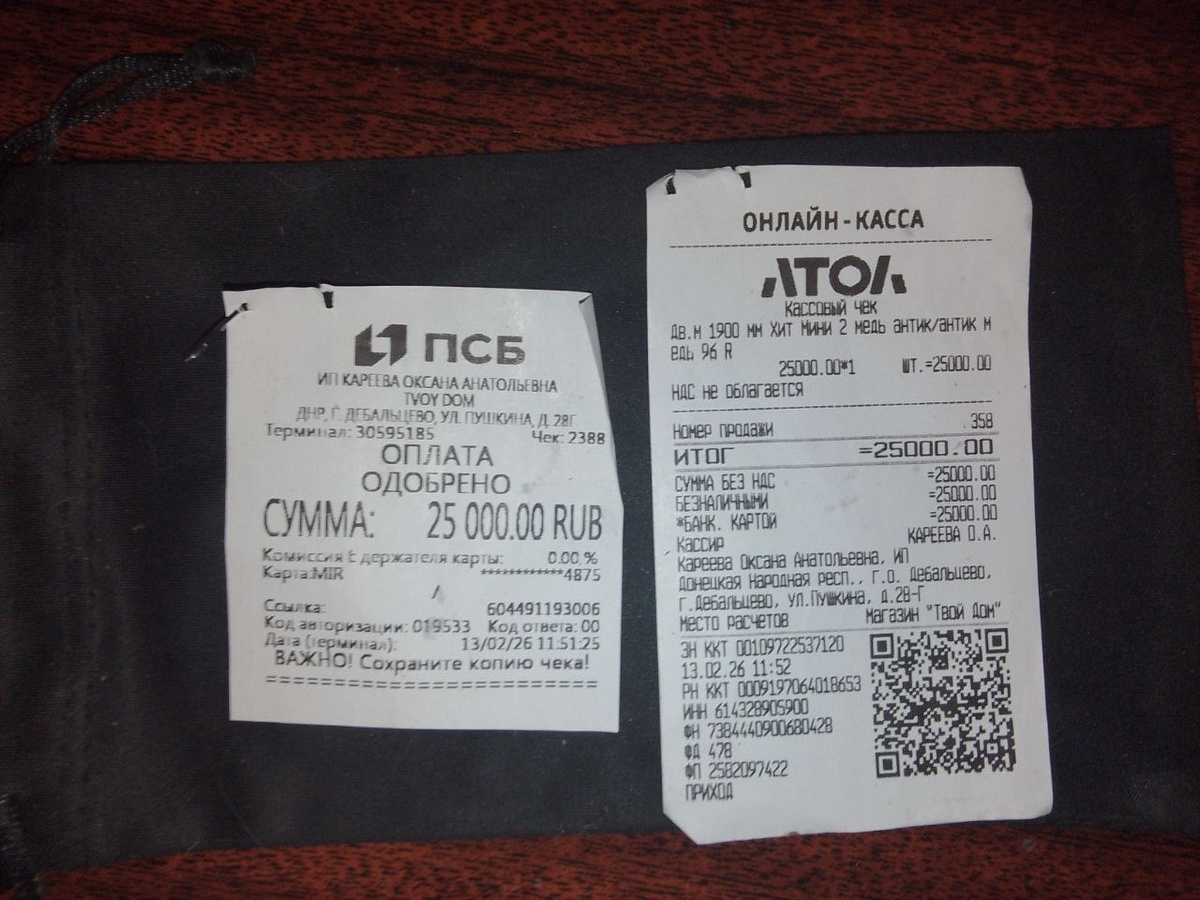 ПСБ
ИП КАРЕЕВА ОКСАНА АНАТОЛЬЕВНА
TVOY DOM
ДНР, Г. ДЕБАЛЬЦЕВО, УЛ. ПУШКИНА, Д. 28Г
Терминал: 30595185 Чек: 2388
ОПЛАТА
ОДОБРЕНО
СУММА: 25 000.00 RUB
Комиссия с держателя карты: 0.00 %
Карта:MIR ************4875
/
Ссылка: 604491193006
Код авторизации: 019533 Код ответа: 00
Дата (терминал): 13/02/26 11:51:25
ВАЖНО! Сохраните копию чека!
=========================
ОНЛАЙН-КАССА
АТОЛ
Кассовый чек
Дв.м 1900 мм Хит Мини 2 медь антик/антик м
едь 96 R
25000.00*1 ШТ.=25000.00
НДС не облагается
Номер продажи 358
ИТОГ =25000.00
СУММА БЕЗ НДС =25000.00
БЕЗНАЛИЧНЫМИ =25000.00
*БАНК. КАРТОЙ =25000.00
Кассир КАРЕЕВА О.А.
Кареева Оксана Анатольевна, ИП
Донецкая Народная респ., г.о. Дебальцево,
г.Дебальцево, ул.Пушкина, д.28-Г
Место расчетов Магазин "Твой Дом"
ЗН ККТ 00109722537120
13.02.26 11:52
РН ККТ 0009197064018653
ИНН 614328905900
ФН 7384440900680428
ФД 478
ФП 2582097422
ПРИХОД